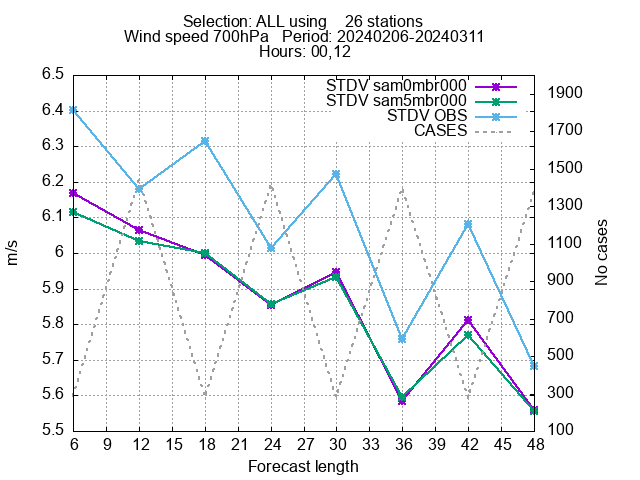 Selection: ALL using 26 stations
Wind speed 700hPa Period: 20240206-20240311
Hours: 00,12
STDV sam0mbr000
STDV sam5mbr000
STDV OBS
CASES
6.5
6.4
6.3
6.2
6.1
6
5.9
5.8
5.7
5.6
5.5
m/s
1900
1700
1500
1300
1100
900
700
500
300
100
No cases
6 9 12 15 18 21 24 27 30 33 36 39 42 45 48
Forecast length